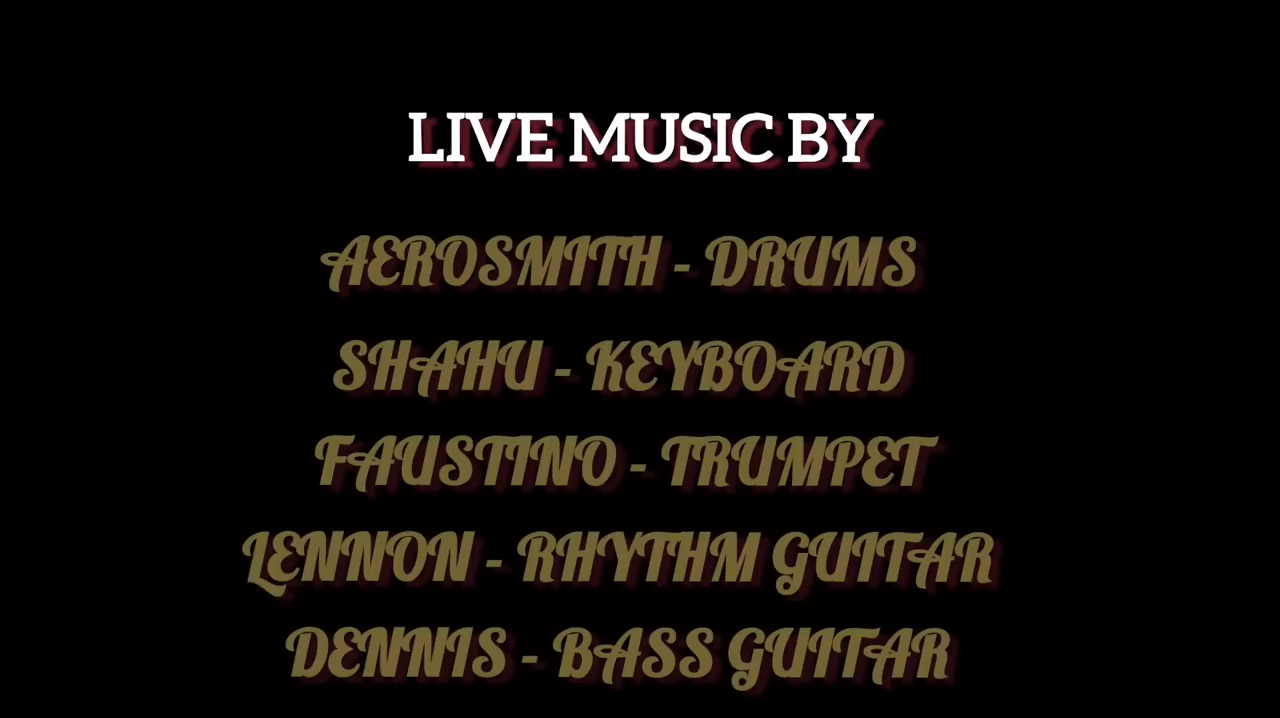 LIVE MUSIC BY
AEROSMITH - DRUMS
SHAHU - KEYBOARD
FAUSTINO - TRUMPET
LENNON - RHYTHM GUITAR
DENNIS - BASS GUITAR